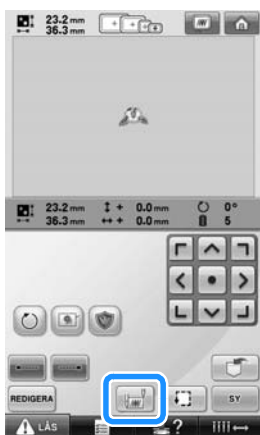 23.2 mm
36.3 mm
23.2 mm + 0.0 mm 0°
36.3 mm + 0.0 mm 5
REDIGERA SY
LÅS ?